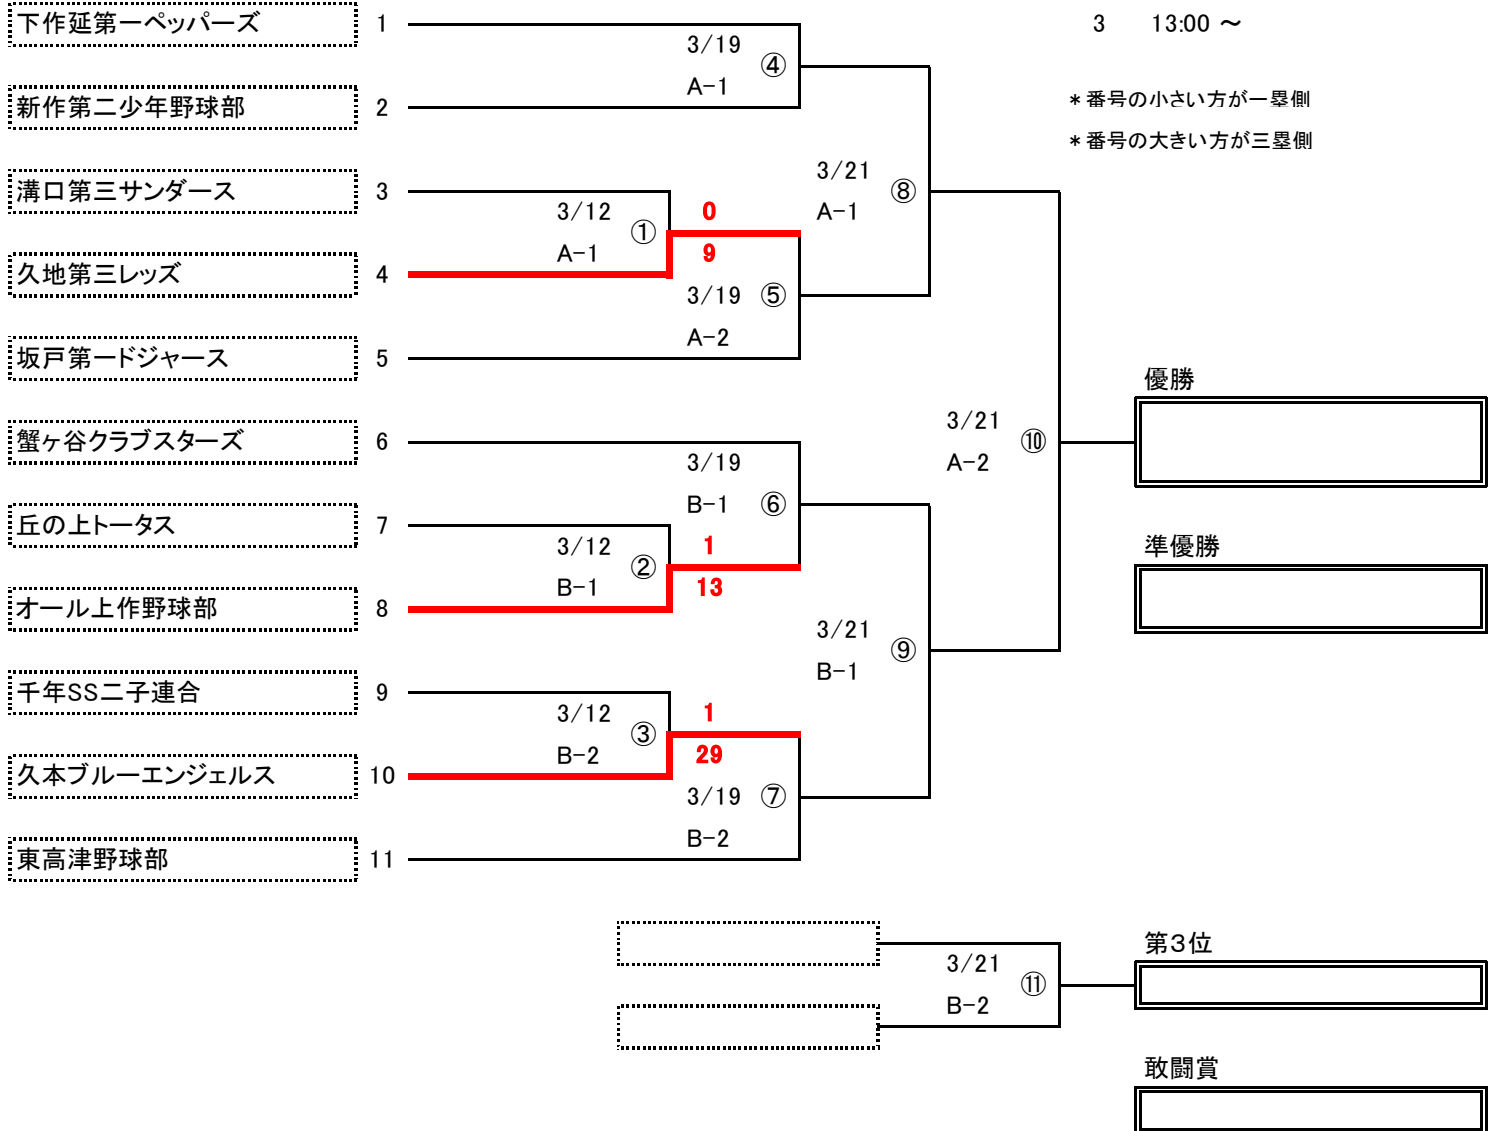 下作延第一ペッパーズ 1
3 13:00 ～
3/19 ④
A-1
新作第二少年野球部 2
＊番号の小さい方が一塁側
＊番号の大きい方が三塁側
溝口第三サンダース 3
3/12 ① 0
A-1 9
3/21 ⑧
A-1
久地第三レッズ 4
3/19 ⑤
A-2
坂戸第一ドジャース 5
優勝
3/21 ⑩
A-2
蟹ヶ谷クラブスターズ 6
3/19 ⑥
B-1
丘の上トータス 7
3/12 ② 1
B-1 13
準優勝
オール上作野球部 8
3/21 ⑨
B-1
千年SS二子連合 9
3/12 ③ 1
B-2 29
久本ブルーエンジェルス 10
3/19 ⑦
B-2
東高津野球部 11
第3位
3/21 ⑪
B-2
敢闘賞